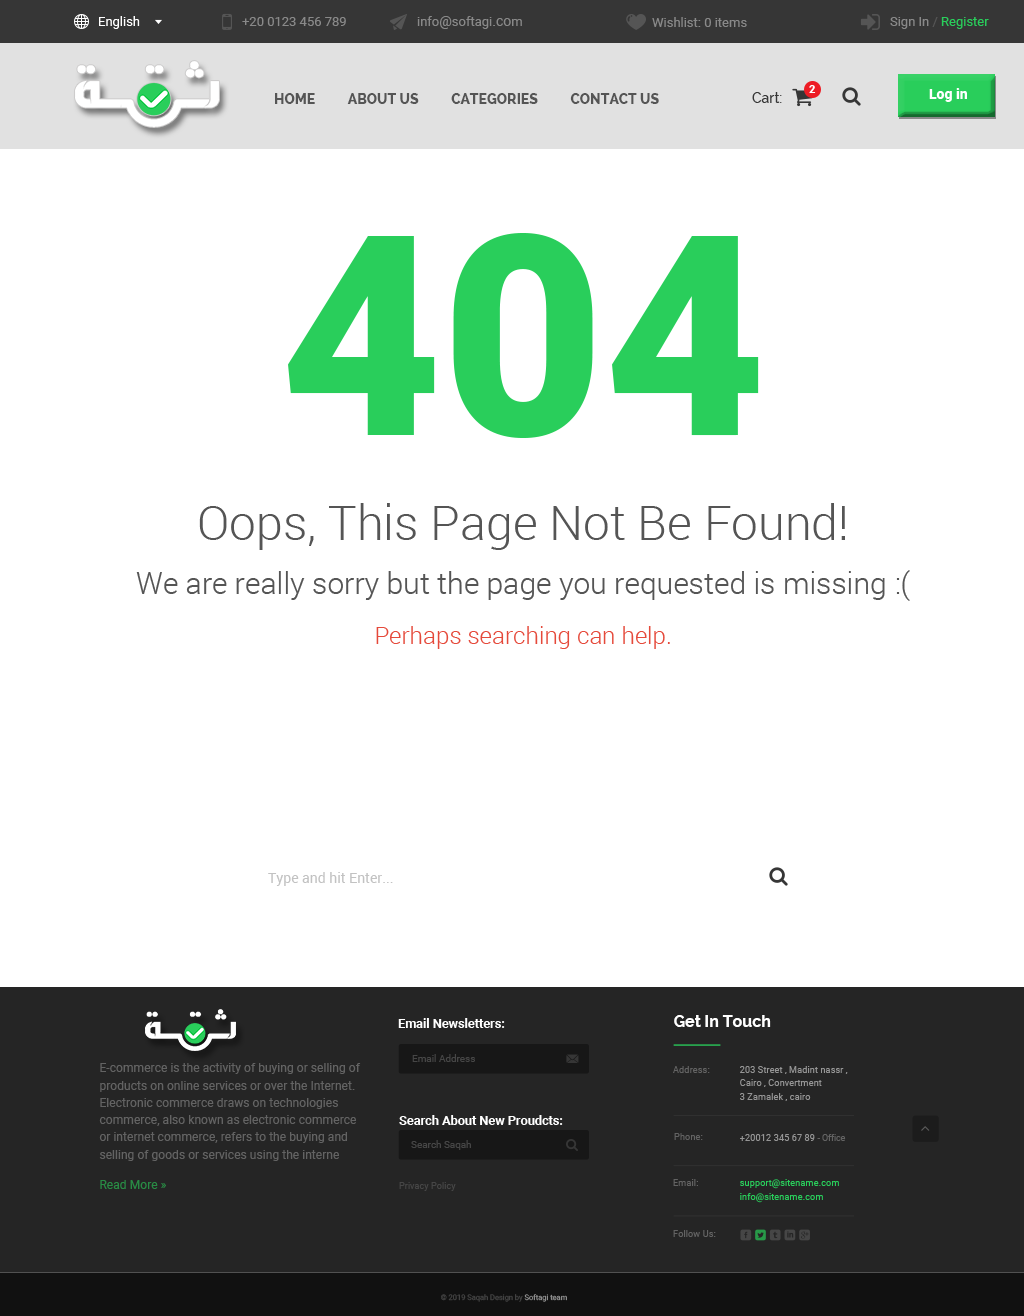 English
+20 0123 456 789
info@softagi.com
Wishlist: 0 items
Sign In / Register
ثقة
HOME ABOUT US CATEGORIES CONTACT US
Cart: 2
Log in
404
Oops, This Page Not Be Found!
We are really sorry but the page you requested is missing :(
Perhaps searching can help.
Type and hit Enter...
ثقة
E-commerce is the activity of buying or selling of
products on online services or over the Internet.
Electronic commerce draws on technologies
commerce, also known as electronic commerce
or internet commerce, refers to the buying and
selling of goods or services using the interne
Read More »
Email Newsletters:
Email Address
Search About New Proudcts:
Search Saqah
Privacy Policy
Get In Touch
Address: 203 Street , Madint nassr ,
Cairo , Convertment
3 Zamalek , cairo
Phone: +20012 345 67 89 - Office
Email: support@sitename.com
info@sitename.com
Follow Us:
© 2019 Saqah Design by Softagi team